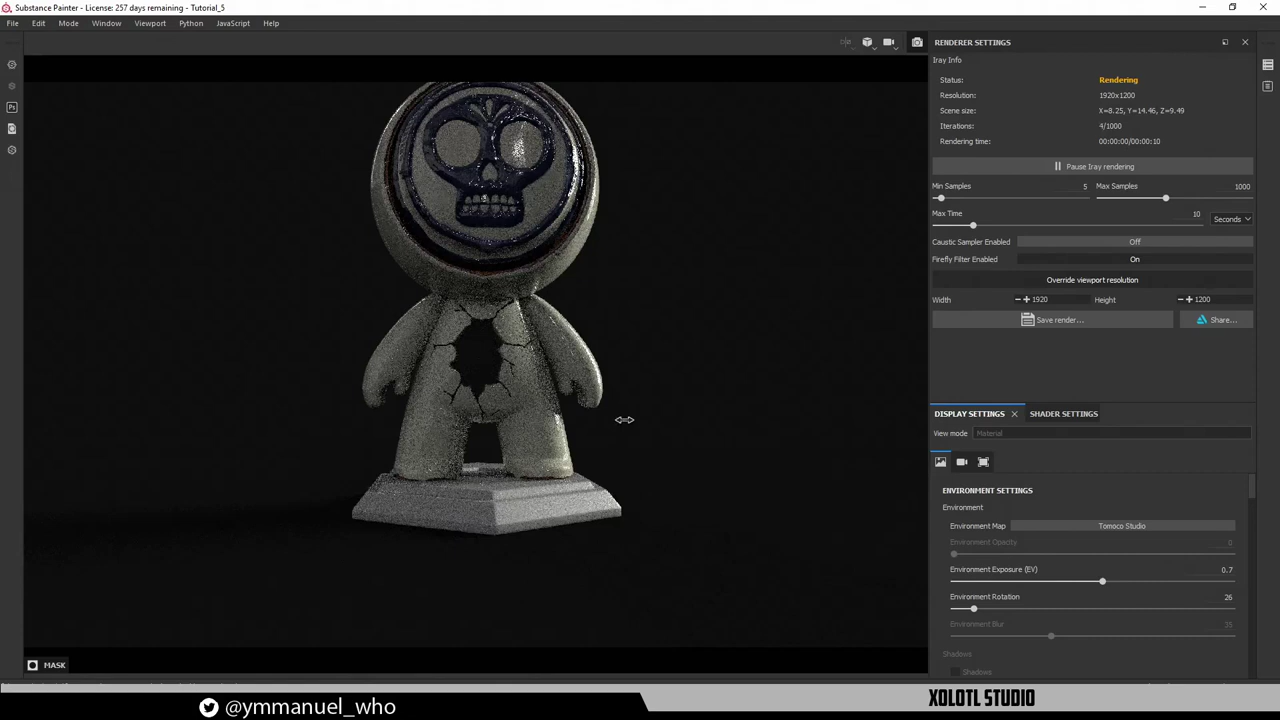 Substance Painter - License: 257 days remaining - Tutorial_5
File Edit Mode Window Viewport Python JavaScript Help
RENDERER SETTINGS
Iray Info
Status: Rendering
Resolution: 1920x1200
Scene size: X=8.25, Y=14.46, Z=9.49
Iterations: 4/1000
Rendering time: 00:00:00/00:00:10
Pause Iray rendering
Min Samples 5 Max Samples 1000
Max Time 10 Seconds
Caustic Sampler Enabled Off
Firefly Filter Enabled On
Override viewport resolution
Width 1920 Height 1200
Save render... Share...
DISPLAY SETTINGS SHADER SETTINGS
View mode Material
ENVIRONMENT SETTINGS
Environment
Environment Map Tomoco Studio
Environment Opacity 0
Environment Exposure (EV) 0.7
Environment Rotation 26
Environment Blur 35
Shadows
Shadows
Ps
MASK
@ymmanuel_who
XOLOTL STUDIO